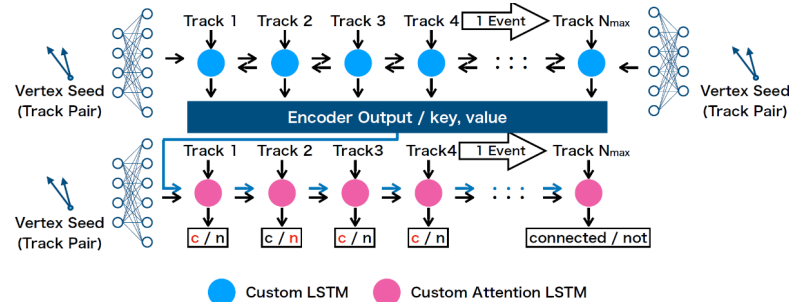 Track 1
Track 2
Track 3
Track 4
1 Event
Track Nmax
Vertex Seed
(Track Pair)
Vertex Seed
(Track Pair)
Encoder Output / key, value
Track 1
Track 2
Track3
Track4
1 Event
Track Nmax
Vertex Seed
(Track Pair)
c / n
c / n
c / n
c / n
connected / not
Custom LSTM
Custom Attention LSTM